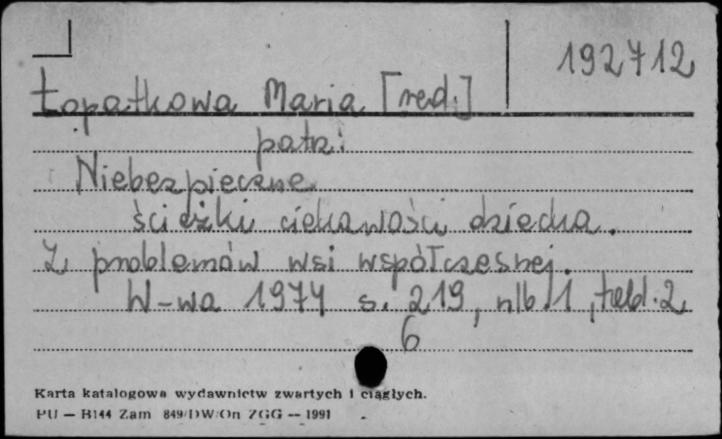 192712
Łopatkowa Maria [red.]
patrz:
Niebezpieczne
ścieżki ciekawości dziecka.
Z problemów wsi współczesnej.
W-wa 1974 s. 219, nlb. 1, tabl. 2
6
Karta katalogowa wydawnictw zwartych i ciągłych.
PU — B144 Zam 849/DW/On ZGG — 1991